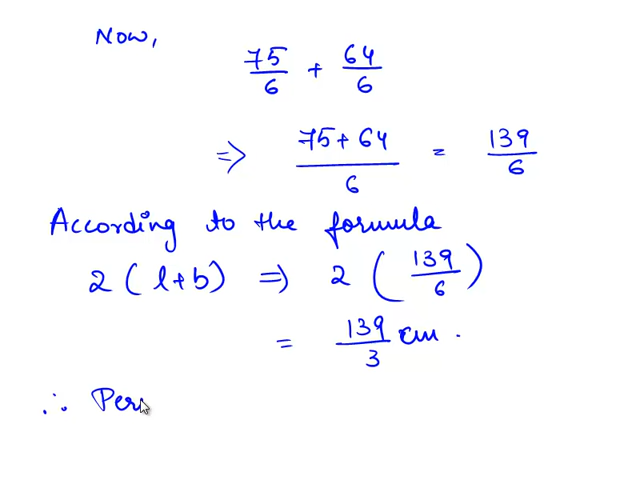 Now,
75/6 + 64/6
=> 75+64/6 = 139/6
According to the formula
2 ( l+b) => 2 ( 139/6 )
= 139/3 cm .
∴ Per